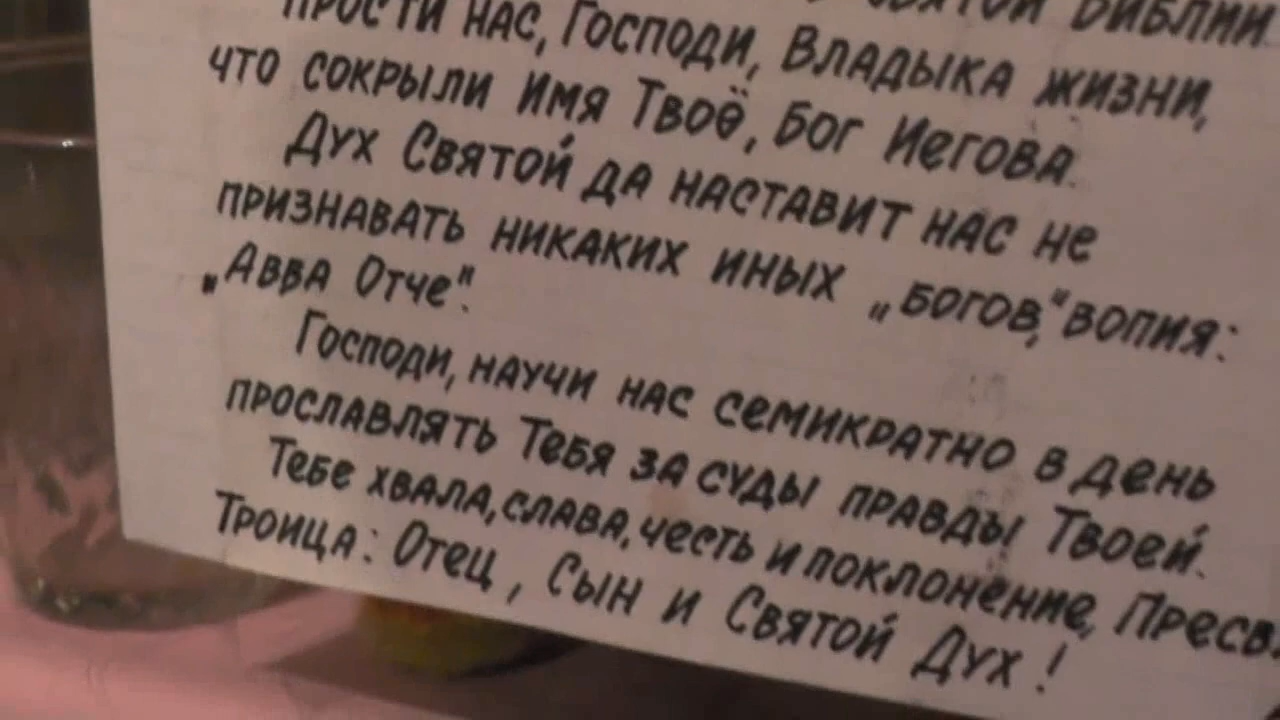 Святой Библии
Прости нас, Господи, Владыка жизни,
что сокрыли Имя Твоё, Бог Иегова.
Дух Святой да наставит нас не
признавать никаких иных „богов,“ вопия:
„Авва Отче“.
Господи, научи нас семикратно в день
прославлять Тебя за суды правды Твоей.
Тебе хвала, слава, честь и поклонение, Пресв.
Троица: Отец, Сын и Святой Дух!